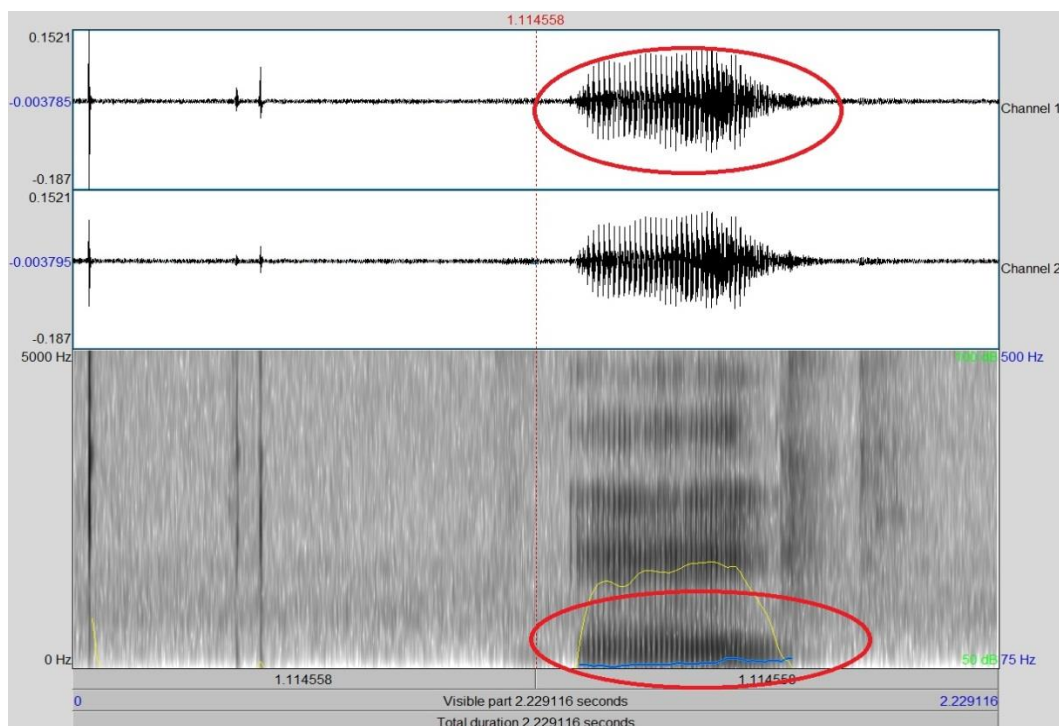 1.114558
0.1521
-0.003785
Channel 1
-0.187
0.1521
-0.003795
Channel 2
-0.187
5000 Hz
100 dB 500 Hz
0 Hz
50 dB 75 Hz
1.114558 1.114558
0 Visible part 2.229116 seconds 2.229116
Total duration 2.229116 seconds